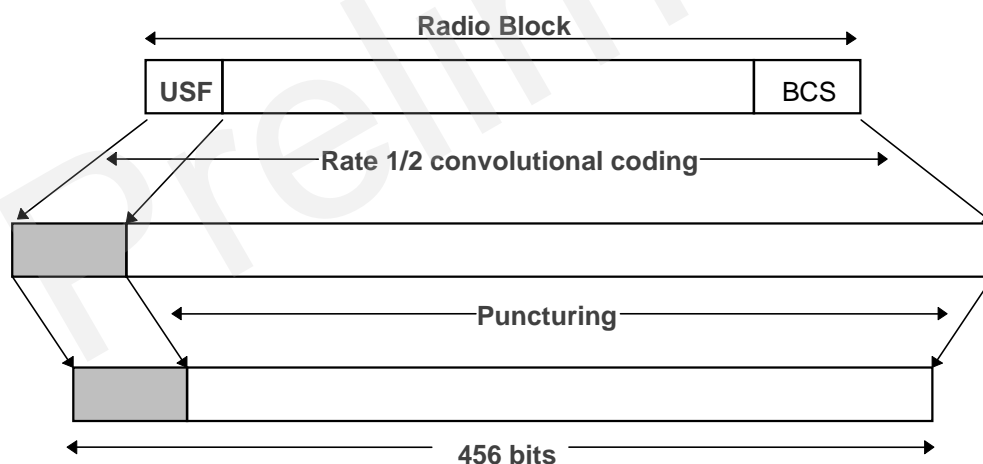 Radio Block
USF
BCS
Rate 1/2 convolutional coding
Puncturing
456 bits